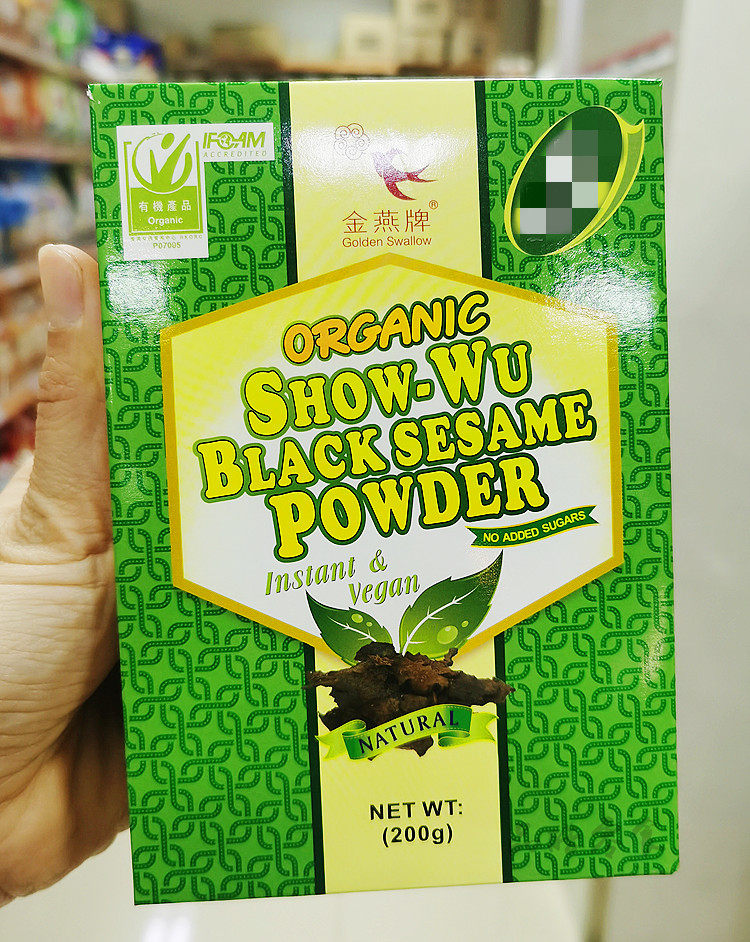 IFOAM
ACCREDITED
有機產品
Organic
P07005
金燕牌®
Golden Swallow
ORGANIC
SHOW-WU
BLACK SESAME
POWDER
NO ADDED SUGARS
Instant &
Vegan
NATURAL
NET WT:
(200g)